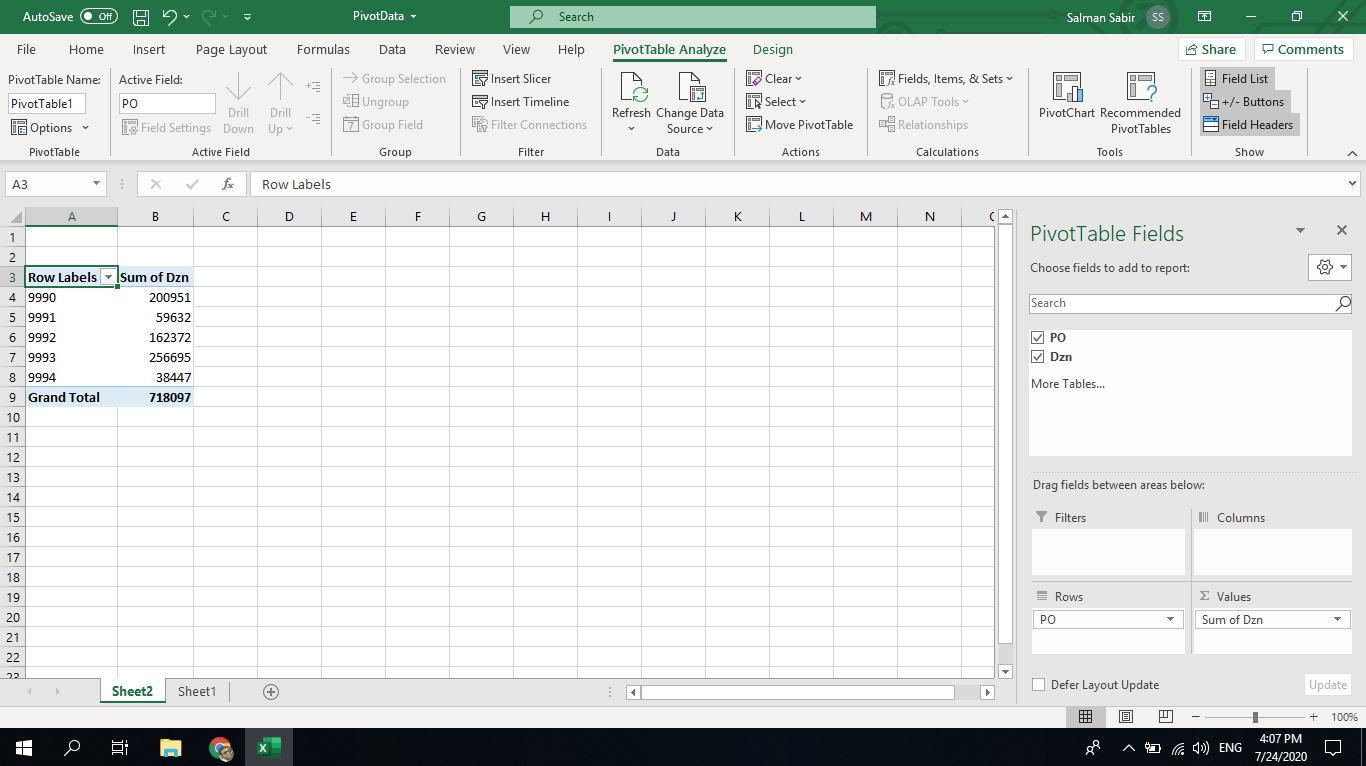 AutoSave Off PivotData Search Salman Sabir SS
File Home Insert Page Layout Formulas Data Review View Help PivotTable Analyze Design Share Comments
PivotTable Name:
PivotTable1
Options
PivotTable
Active Field:
PO
Field Settings
Drill Down
Drill Up
Active Field
Group Selection
Ungroup
7 Group Field
Group
Insert Slicer
Insert Timeline
Filter Connections
Filter
Refresh
Change Data Source
Data
Clear
Select
Move PivotTable
Actions
Fields, Items, & Sets
OLAP Tools
Relationships
Calculations
PivotChart
Recommended PivotTables
Tools
Field List
+/- Buttons
Field Headers
Show
A3 fx Row Labels
A B C D E F G H I J K L M N
1
2
3 Row Labels Sum of Dzn
4 9990 200951
5 9991 59632
6 9992 162372
7 9993 256695
8 9994 38447
9 Grand Total 718097
10
11
12
13
14
15
16
17
18
19
20
21
22
23
PivotTable Fields
Choose fields to add to report:
Search
PO
Dzn
More Tables...
Drag fields between areas below:
Filters
Columns
Rows
Σ Values
PO
Sum of Dzn
Defer Layout Update Update
Sheet2 Sheet1
100%
ENG
4:07 PM
7/24/2020